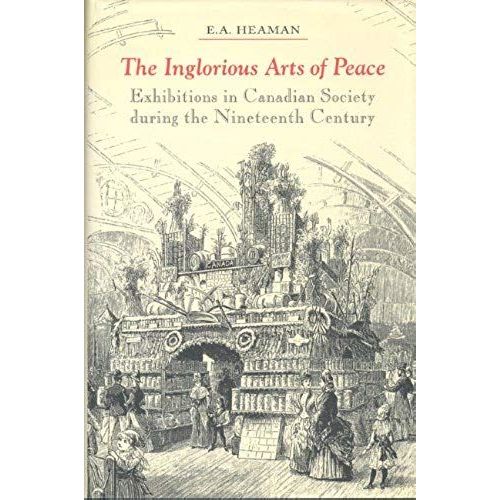 E.A. HEAMAN
The Inglorious Arts of Peace
Exhibitions in Canadian Society
during the Nineteenth Century
CANADA